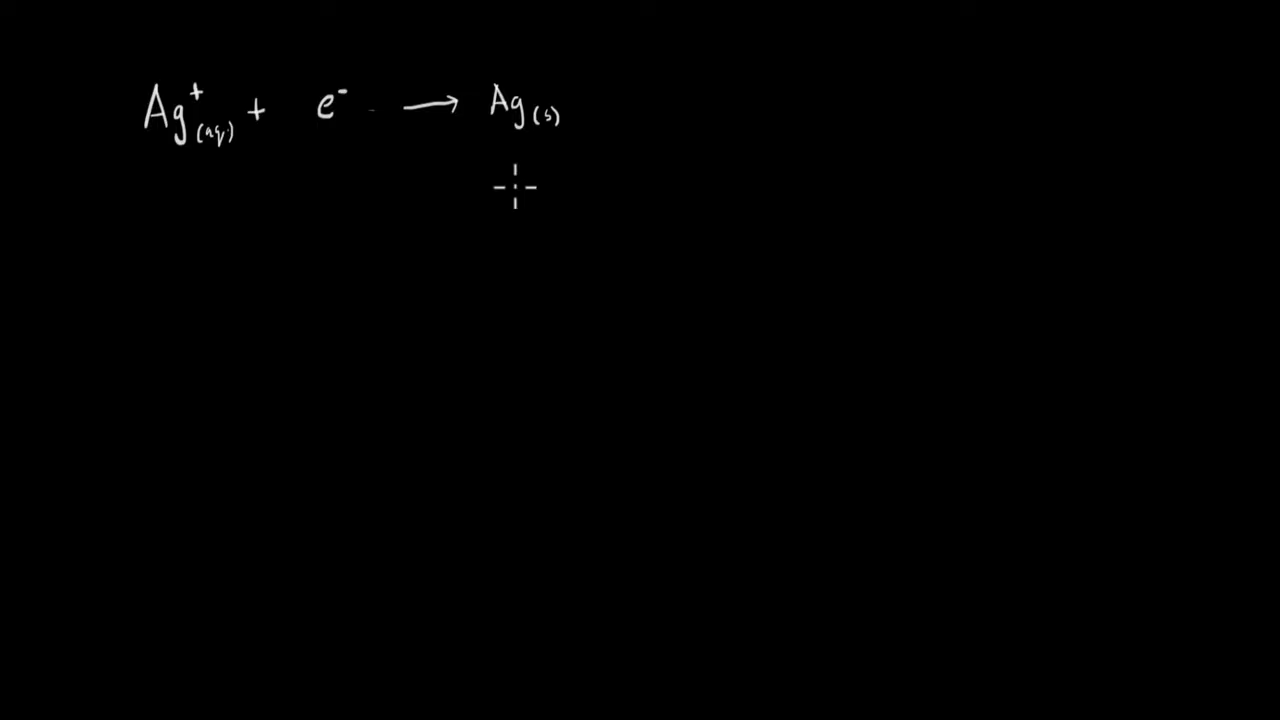 Ag⁺(aq) + e⁻ → Ag(s)